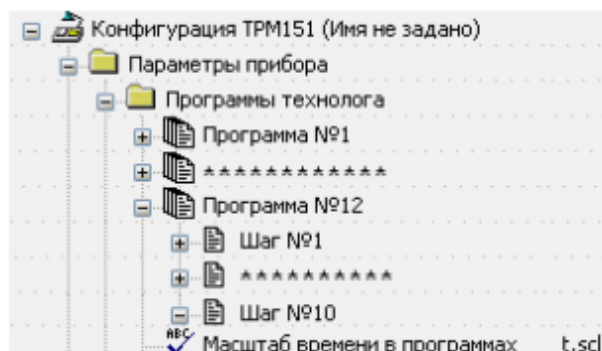 Конфигурация ТРМ151 (Имя не задано)
Параметры прибора
Программы технолога
Программа №1
************
Программа №12
Шаг №1
**********
Шаг №10
Масштаб времени в программах t.scl